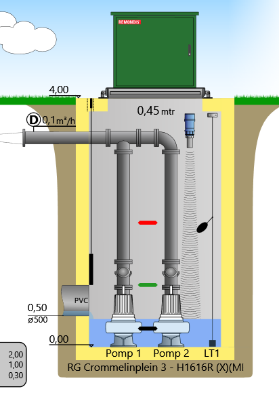 4,00
0,45 mtr
D 0,1m³/h
PVC
0,50
ø500
0,00
Pomp 1 Pomp 2 LT1
RG Crommelinplein 3 - H1616R (X)(MI
2,00
1,00
0,30